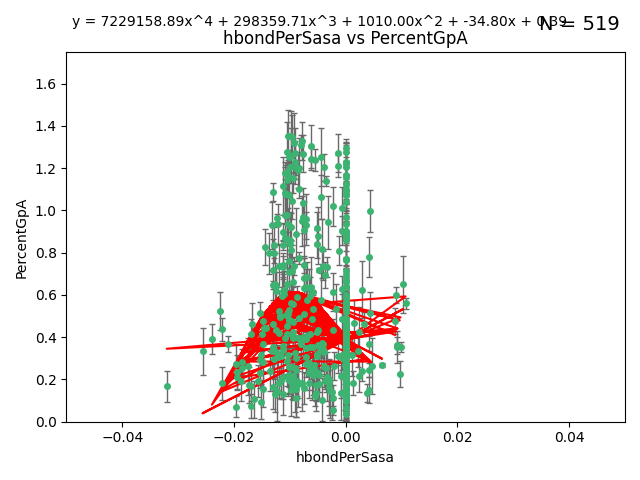 y = 7229158.89x^4 + 298359.71x^3 + 1010.00x^2 + -34.80x + 0.39
N = 519
hbondPerSasa vs PercentGpA
PercentGpA
1.6
1.4
1.2
1.0
0.8
0.6
0.4
0.2
0.0
−0.04 −0.02 0.00 0.02 0.04
hbondPerSasa